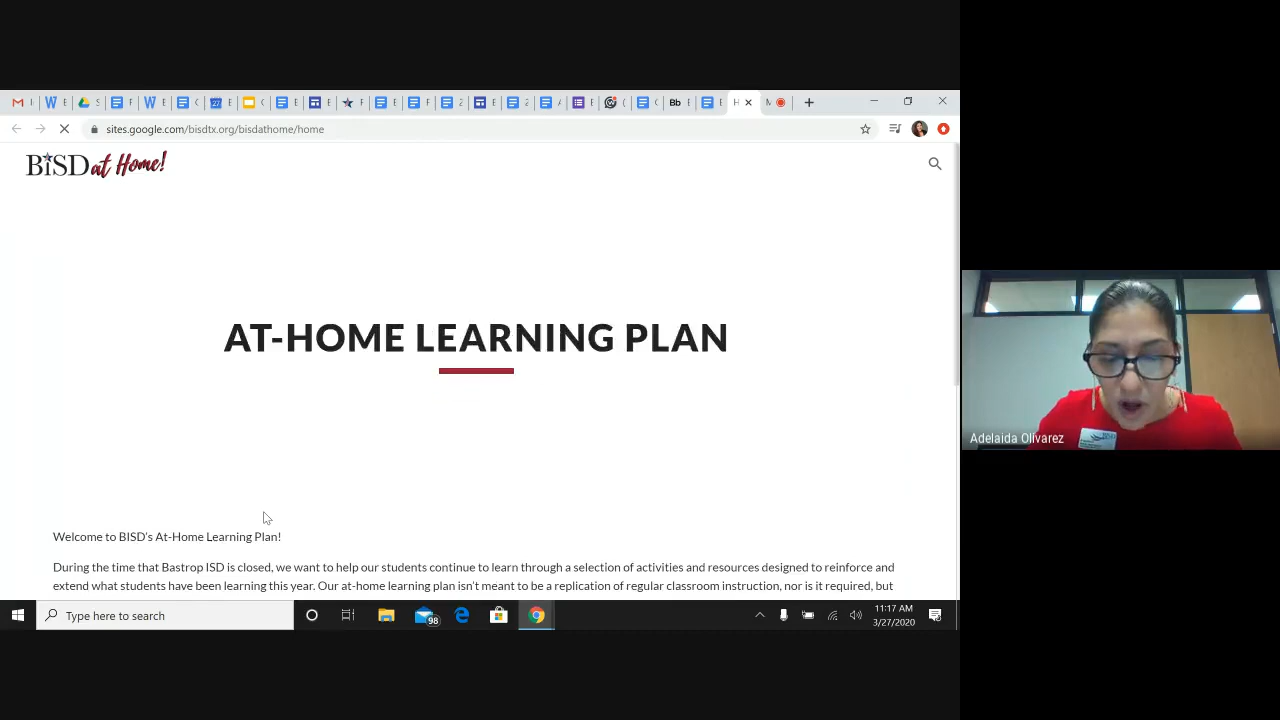 sites.google.com/bisdtx.org/bisdathome/home
BiSD at Home!
AT-HOME LEARNING PLAN
Welcome to BISD's At-Home Learning Plan!
During the time that Bastrop ISD is closed, we want to help our students continue to learn through a selection of activities and resources designed to reinforce and
extend what students have been learning this year. Our at-home learning plan isn't meant to be a replication of regular classroom instruction, nor is it required, but
Adelaida Olivarez
Type here to search
98
11:17 AM
3/27/2020